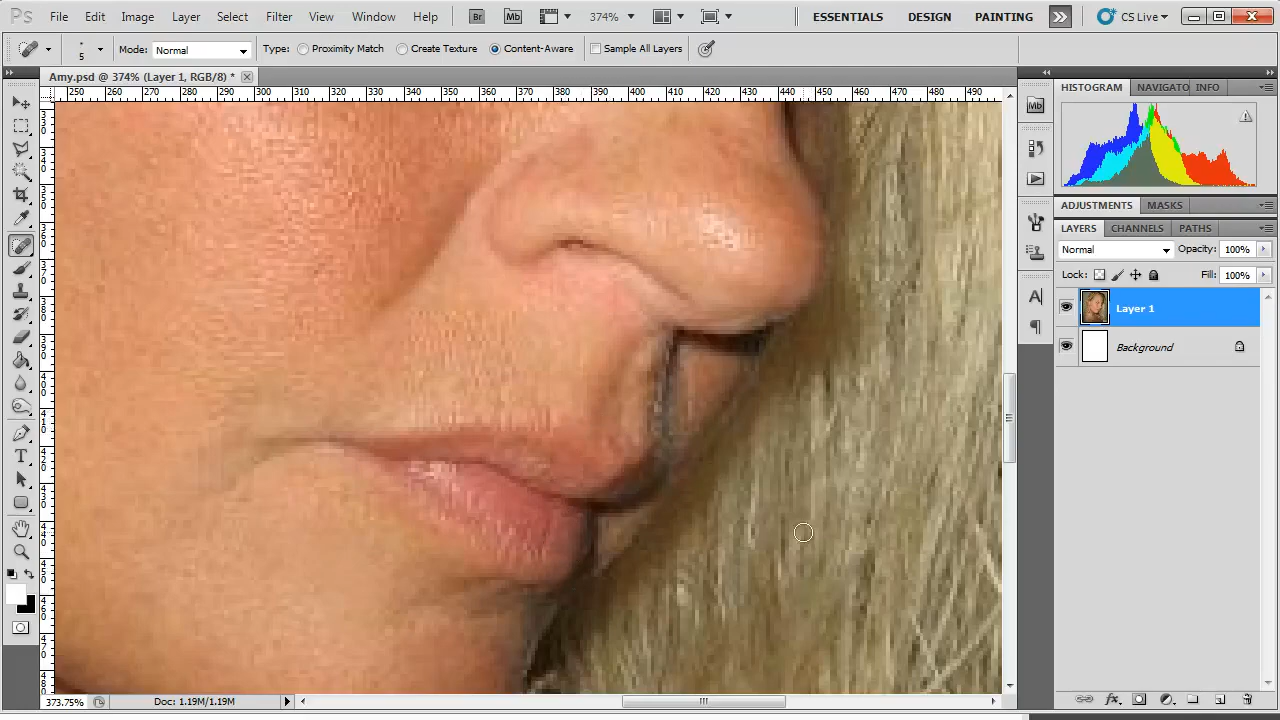 Ps File Edit Image Layer Select Filter View Window Help Br Mb 374% ESSENTIALS DESIGN PAINTING CS Live
5 Mode: Normal Type: Proximity Match Create Texture Content-Aware Sample All Layers
Amy.psd @ 374% (Layer 1, RGB/8) *
250 260 270 280 290 300 310 320 330 340 350 360 370 380 390 400 410 420 430 440 450 460 470 480 490
HISTOGRAM NAVIGATO INFO
Mb
ADJUSTMENTS MASKS
LAYERS CHANNELS PATHS
Normal Opacity: 100%
Lock: Fill: 100%
Layer 1
Background
A
T
fx
373.75% Doc: 1.19M/1.19M